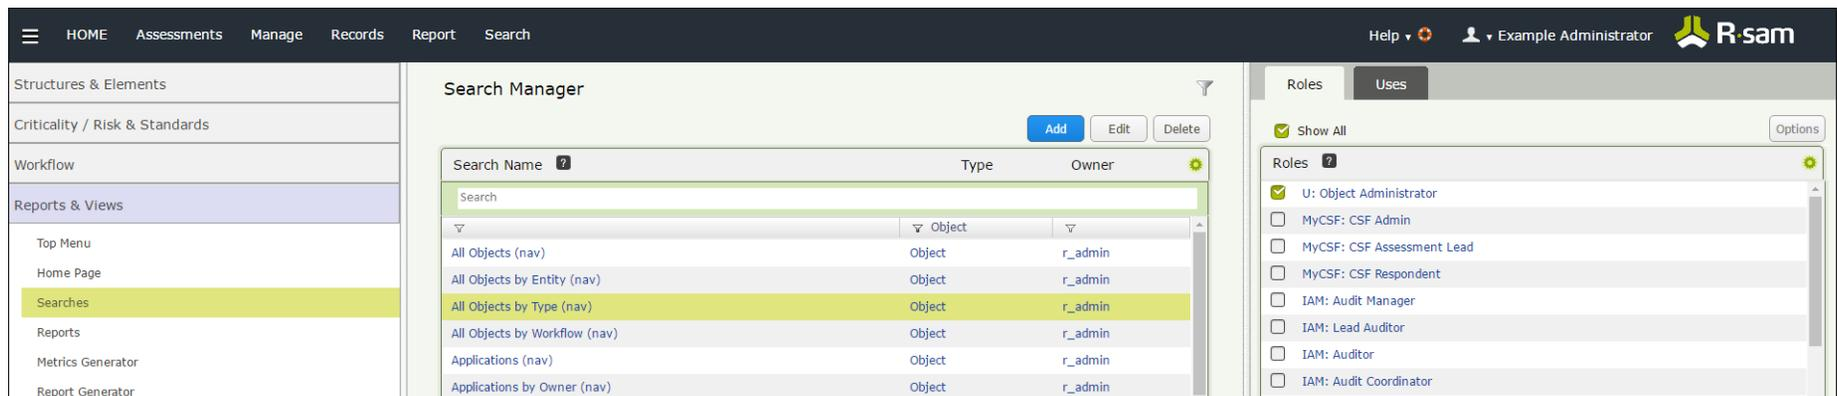 HOME Assessments Manage Records Report Search Help Example Administrator R·sam
Structures & Elements
Criticality / Risk & Standards
Workflow
Reports & Views
Top Menu
Home Page
Searches
Reports
Metrics Generator
Report Generator
Search Manager
Add Edit Delete
Search Name ? Type Owner
Search
Object
All Objects (nav) Object r_admin
All Objects by Entity (nav) Object r_admin
All Objects by Type (nav) Object r_admin
All Objects by Workflow (nav) Object r_admin
Applications (nav) Object r_admin
Applications by Owner (nav) Object r_admin
Roles Uses
Show All Options
Roles ?
U: Object Administrator
MyCSF: CSF Admin
MyCSF: CSF Assessment Lead
MyCSF: CSF Respondent
IAM: Audit Manager
IAM: Lead Auditor
IAM: Auditor
IAM: Audit Coordinator